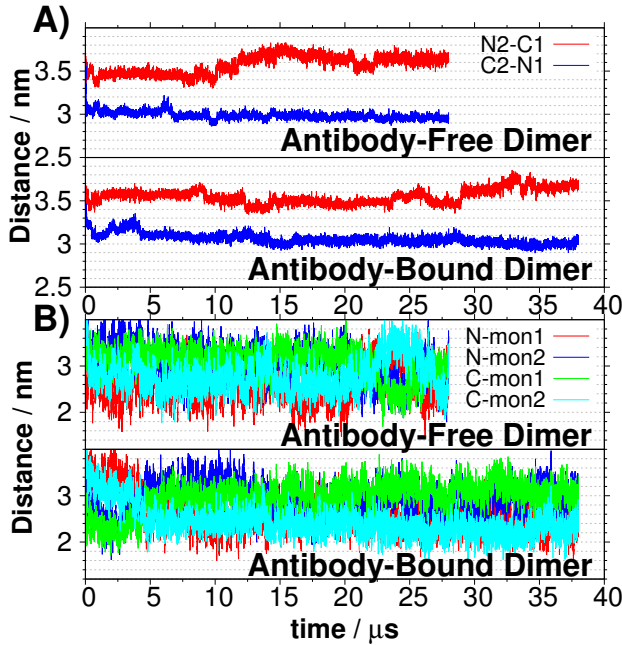 A)
N2-C1
C2-N1
3.5
3
Antibody-Free Dimer
2.5
3.5
3
Antibody-Bound Dimer
2.5
Distance / nm
0 5 10 15 20 25 30 35 40
B)
N-mon1
N-mon2
C-mon1
C-mon2
3
2
Antibody-Free Dimer
3
2
Antibody-Bound Dimer
Distance / nm
0 5 10 15 20 25 30 35 40
time / μs